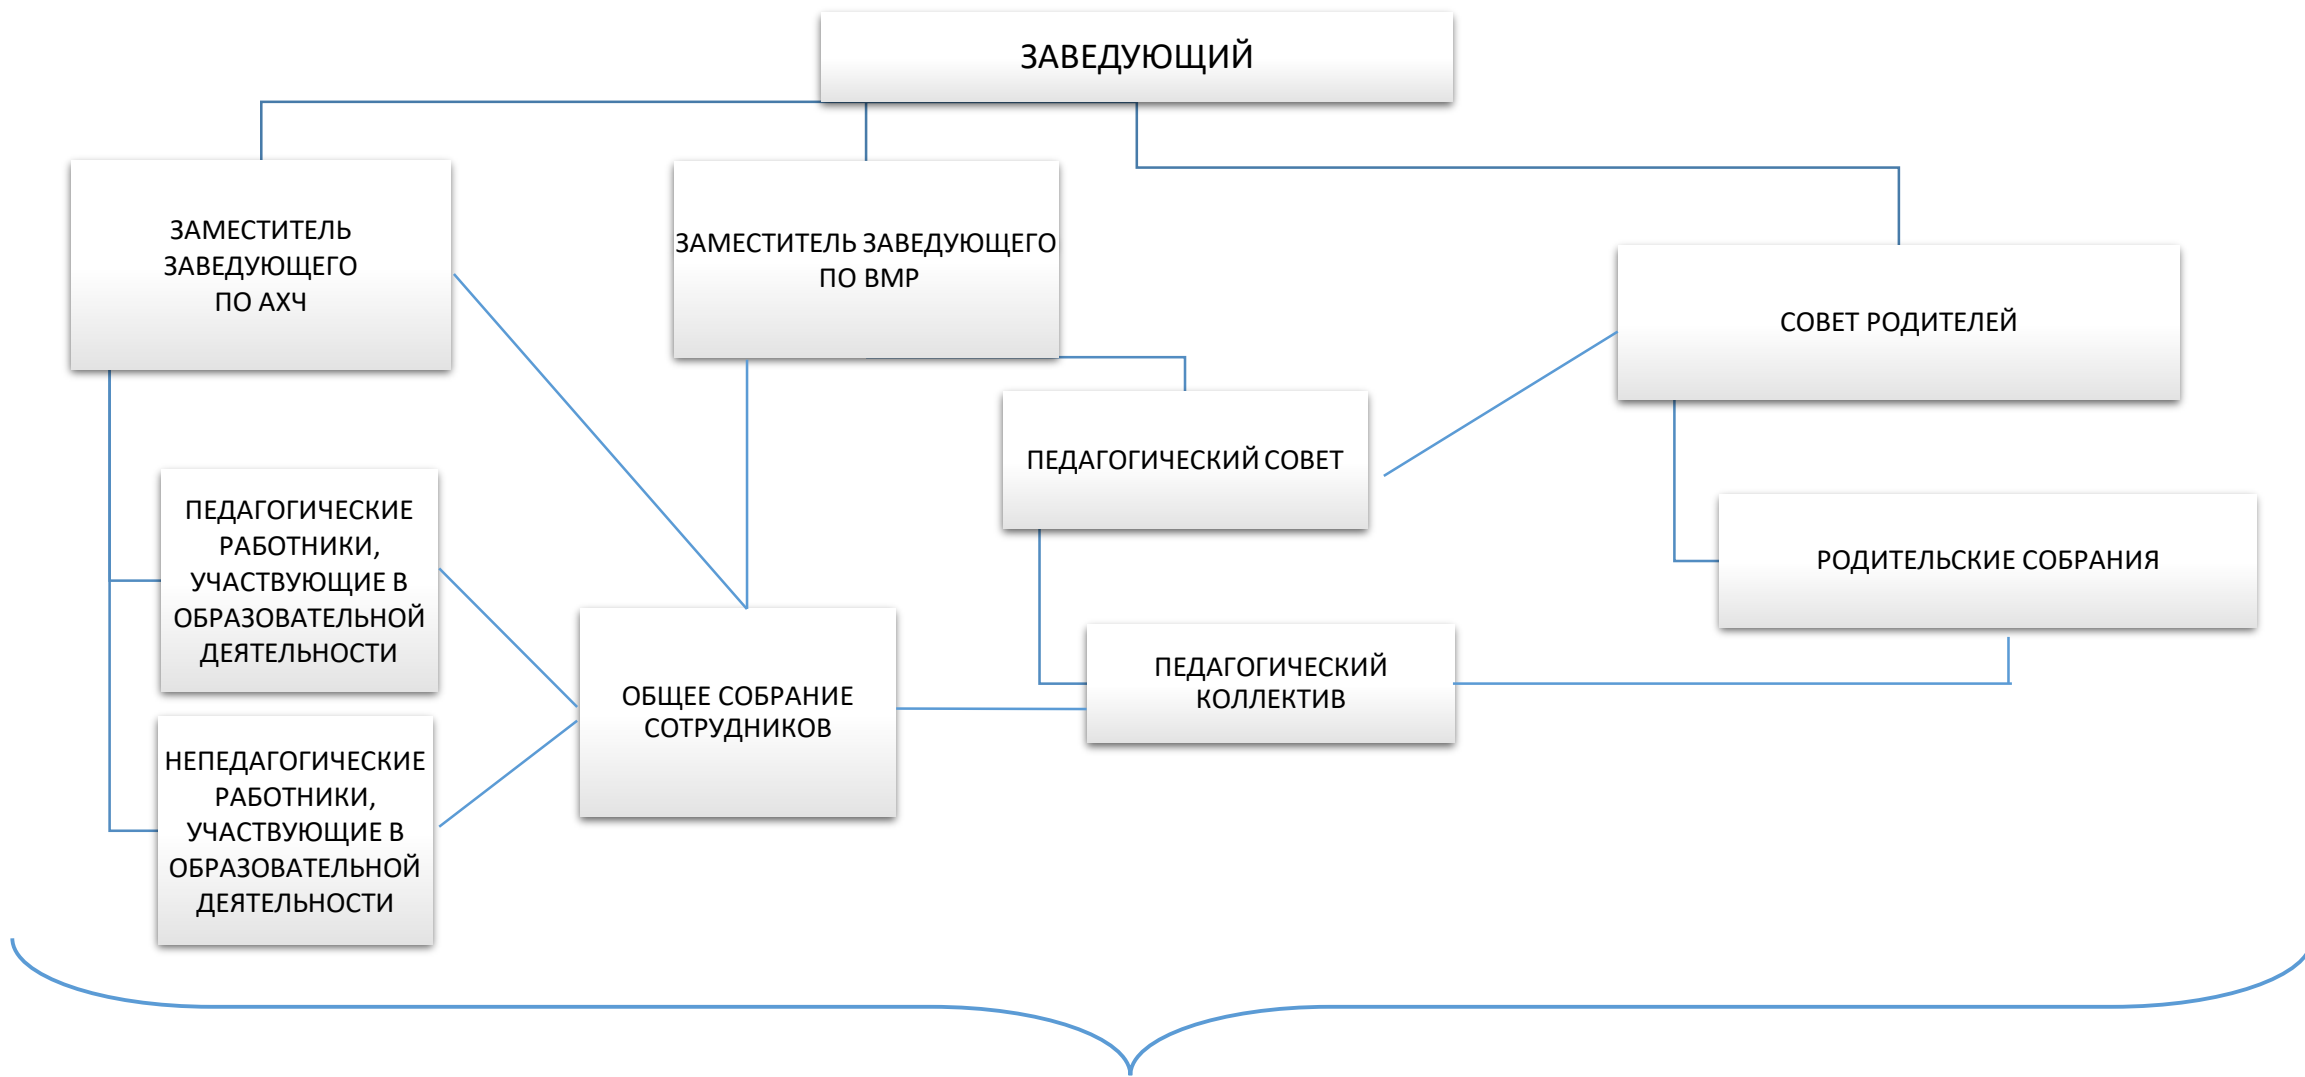 ЗАВЕДУЮЩИЙ
ЗАМЕСТИТЕЛЬ
ЗАВЕДУЮЩЕГО
ПО АХЧ
ЗАМЕСТИТЕЛЬ ЗАВЕДУЮЩЕГО
ПО ВМР
СОВЕТ РОДИТЕЛЕЙ
ПЕДАГОГИЧЕСКИЙ СОВЕТ
ПЕДАГОГИЧЕСКИЕ
РАБОТНИКИ,
УЧАСТВУЮЩИЕ В
ОБРАЗОВАТЕЛЬНОЙ
ДЕЯТЕЛЬНОСТИ
РОДИТЕЛЬСКИЕ СОБРАНИЯ
ОБЩЕЕ СОБРАНИЕ
СОТРУДНИКОВ
ПЕДАГОГИЧЕСКИЙ
КОЛЛЕКТИВ
НЕПЕДАГОГИЧЕСКИЕ
РАБОТНИКИ,
УЧАСТВУЮЩИЕ В
ОБРАЗОВАТЕЛЬНОЙ
ДЕЯТЕЛЬНОСТИ